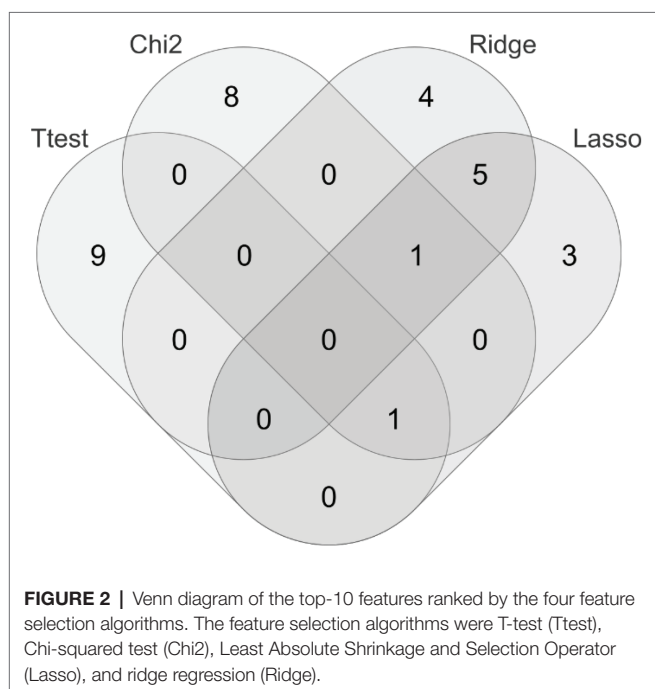 Chi2
Ridge
8
4
Ttest
Lasso
0
0
5
9
0
1
3
0
0
0
0
1
0
FIGURE 2 | Venn diagram of the top-10 features ranked by the four feature
selection algorithms. The feature selection algorithms were T-test (Ttest),
Chi-squared test (Chi2), Least Absolute Shrinkage and Selection Operator
(Lasso), and ridge regression (Ridge).